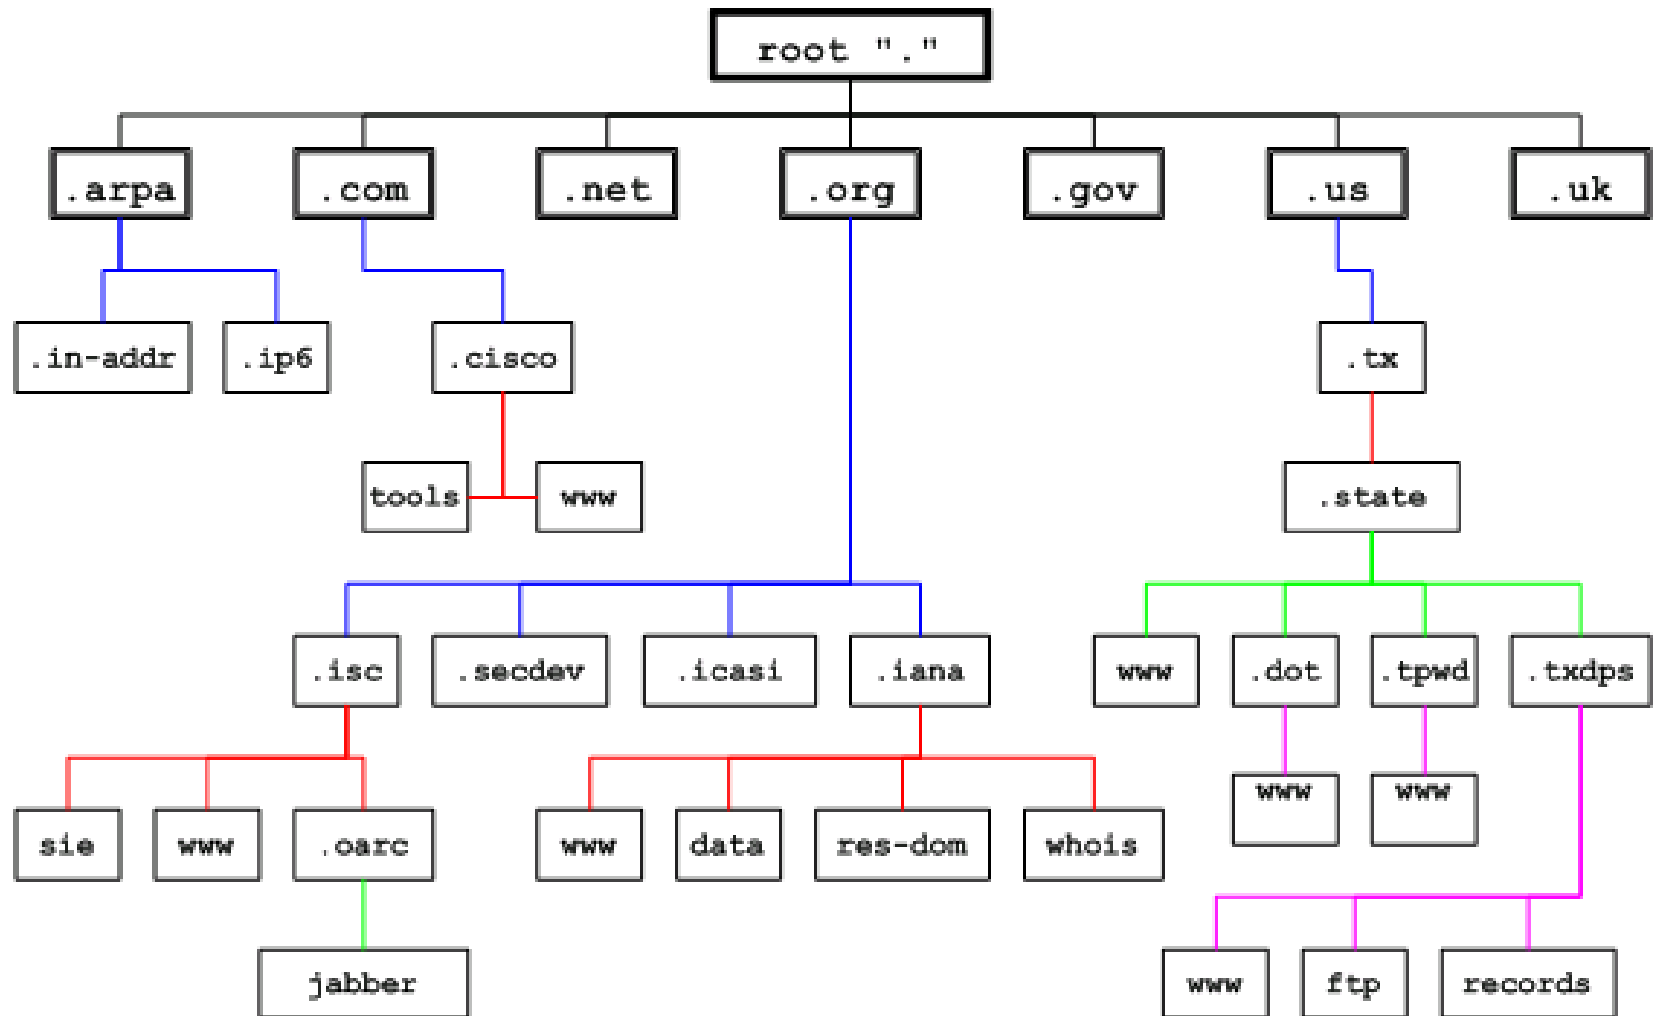 root "."
.arpa .com .net .org .gov .us .uk
.in-addr .ip6 .cisco .tx
tools www .state
.isc .secdev .icasi .iana www .dot .tpwd .txdps
www www
sie www .oarc www data res-dom whois
jabber www ftp records